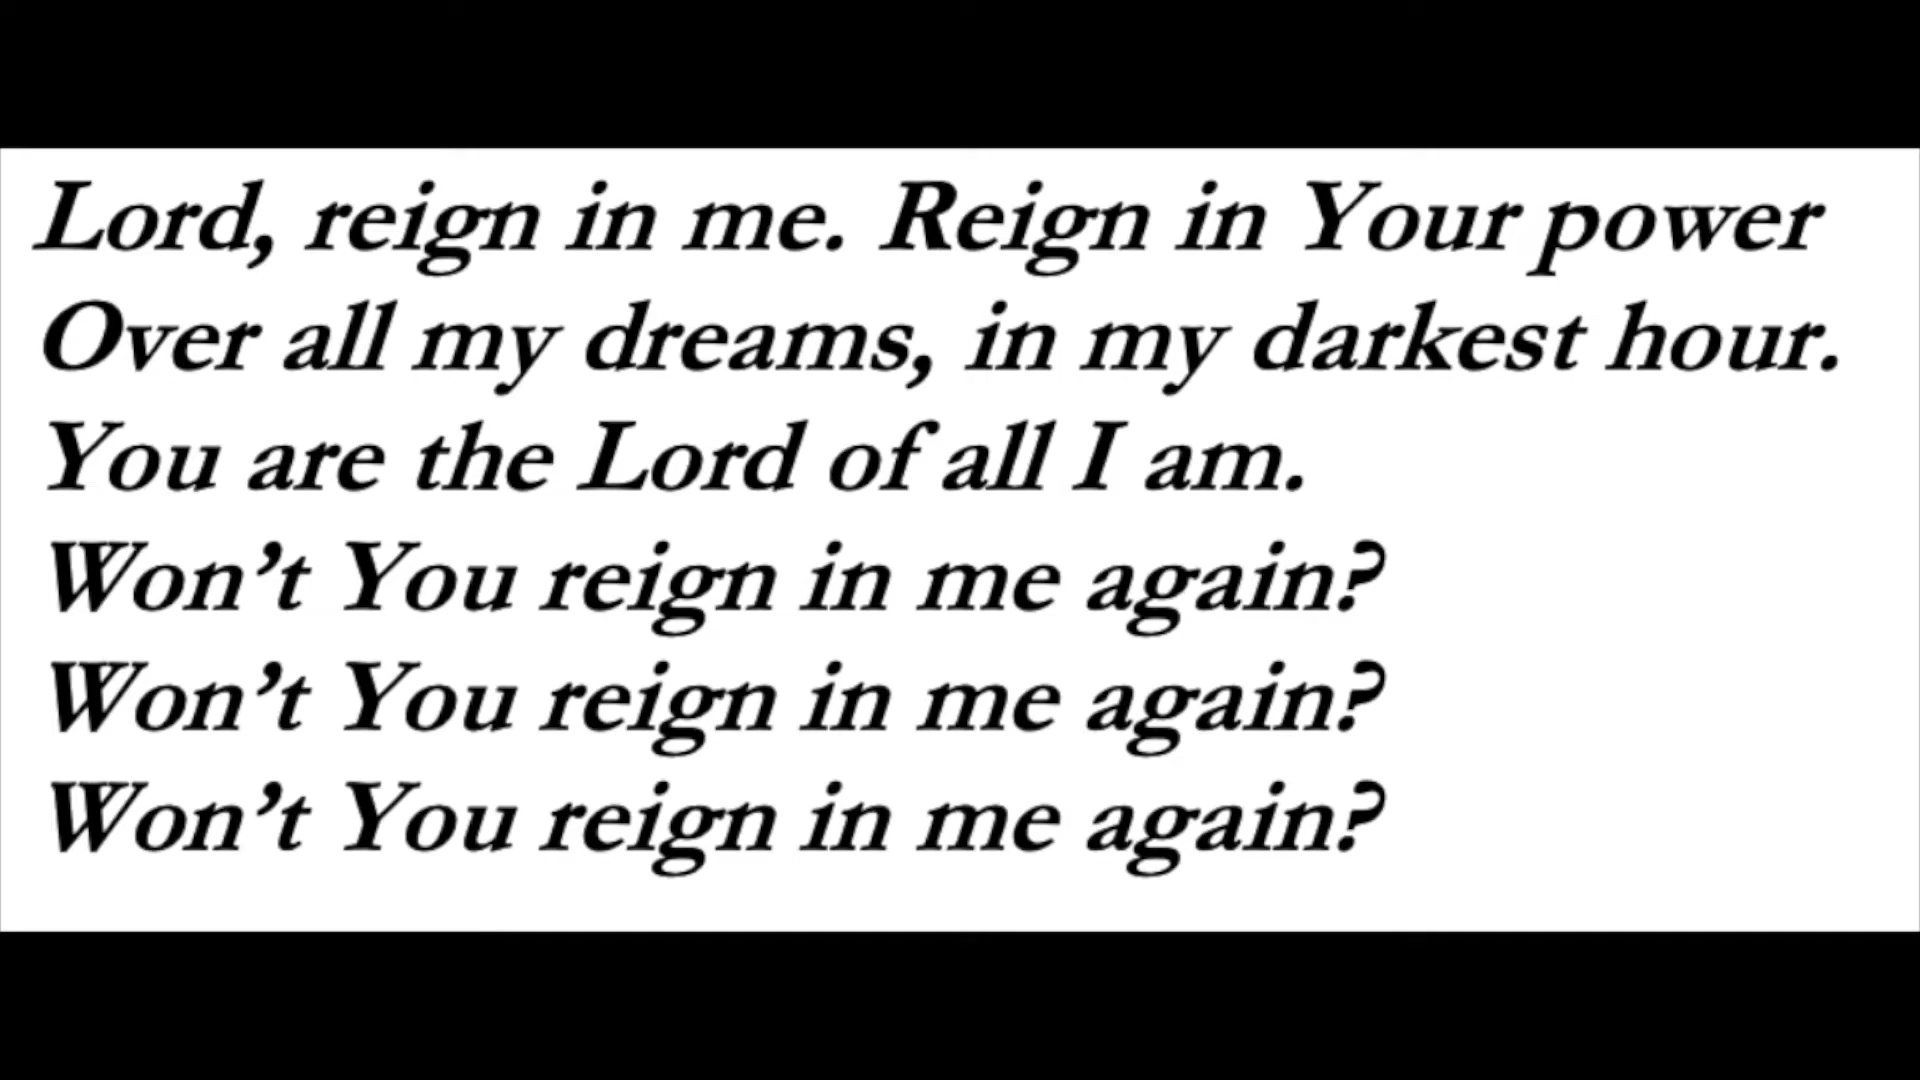 Lord, reign in me. Reign in Your power
Over all my dreams, in my darkest hour.
You are the Lord of all I am.
Won’t You reign in me again?
Won’t You reign in me again?
Won’t You reign in me again?